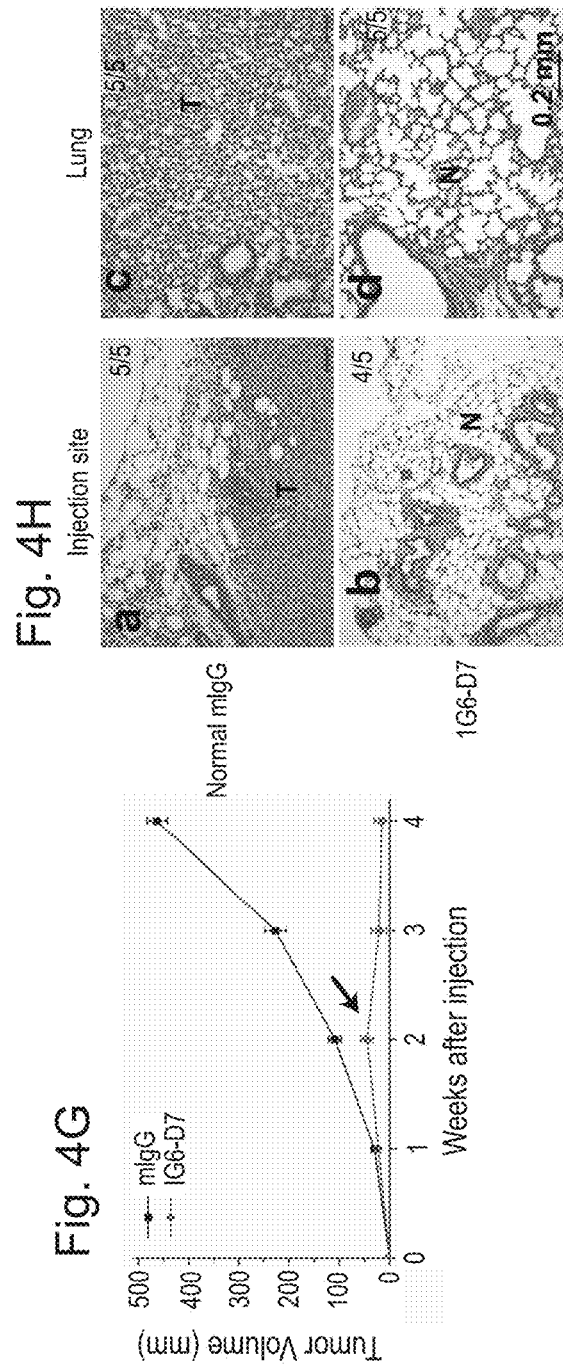 Fig. 4G
mIgG
IG6-D7
Tumor Volume (mm)
500
400
300
200
100
0
0
1
2
3
4
Weeks after injection
Fig. 4H
Injection site
Lung
Normal mIgG
1G6-D7
a
5/5
T
c
5/5
T
b
4/5
N
d
5/5
N
0.2 mm